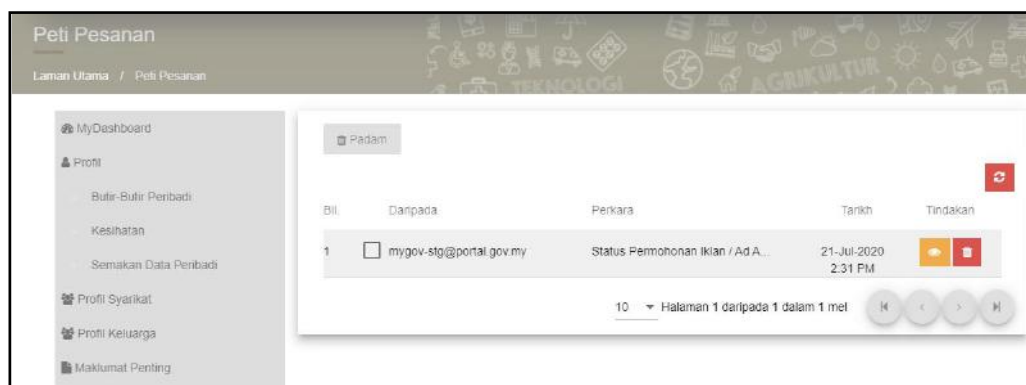 Peti Pesanan
Laman Utama / Peti Pesanan
TEKNOLOGI
AGRIKULTUR
MyDashboard
Profil
Butir-Butir Peribadi
Kesihatan
Semakan Data Peribadi
Profil Syarikat
Profil Keluarga
Maklumat Penting
Padam
Bil. Daripada Perkara Tarikh Tindakan
1 mygov-stg@portal.gov.my Status Permohonan Iklan / Ad A... 21-Jul-2020
2:31 PM
10 Halaman 1 daripada 1 dalam 1 mel